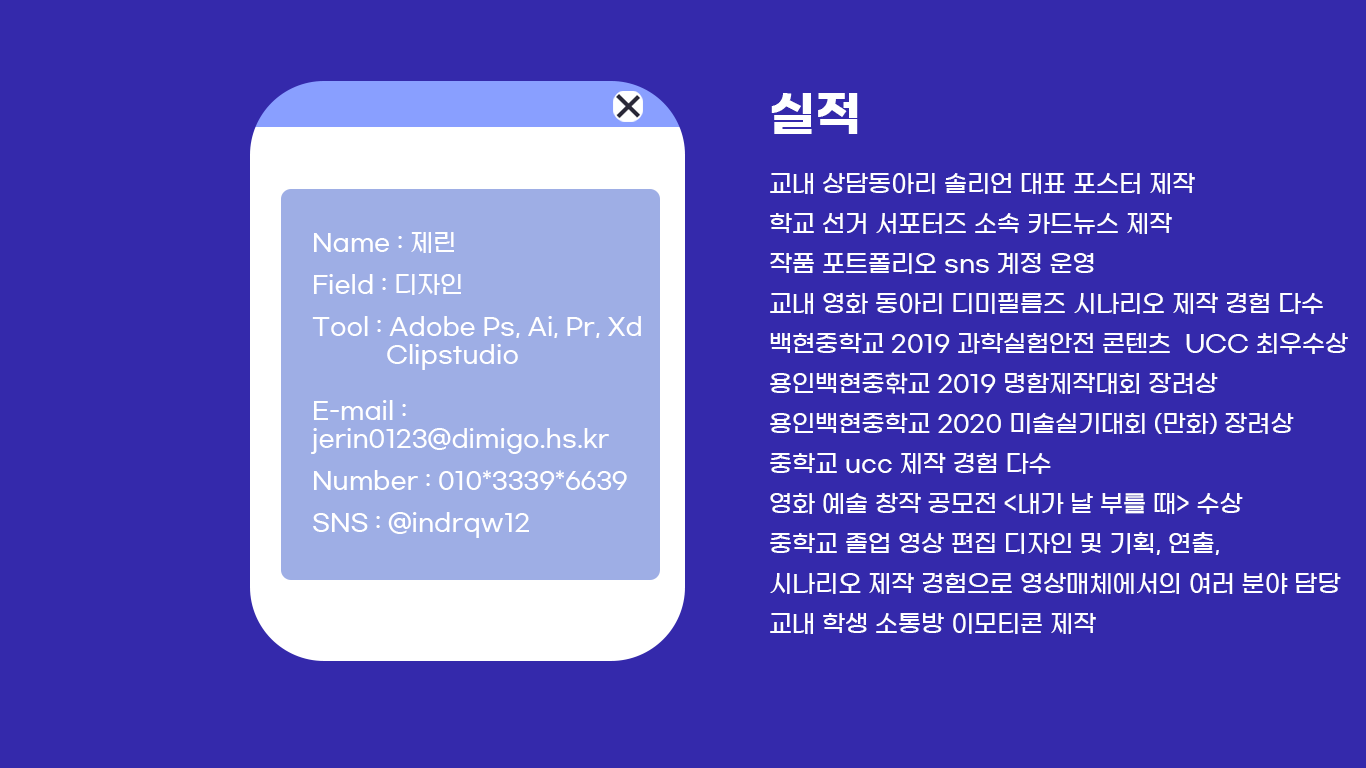 Name : 제린
Field : 디자인
Tool : Adobe Ps, Ai, Pr, Xd
Clipstudio
E-mail :
jerin0123@dimigo.hs.kr
Number : 010*3339*6639
SNS : @indrqw12
실적
교내 상담동아리 솔리언 대표 포스터 제작
학교 선거 서포터즈 소속 카드뉴스 제작
작품 포트폴리오 sns 계정 운영
교내 영화 동아리 디미필름즈 시나리오 제작 경험 다수
백현중학교 2019 과학실험안전 콘텐츠  UCC 최우수상
용인백현중핚교 2019 명함제작대회 장려상
용인백현중학교 2020 미술실기대회 (만화) 장려상
중학교 ucc 제작 경험 다수
영화 예술 창작 공모전 <내가 날 부를 때> 수상
중학교 졸업 영상 편집 디자인 및 기획, 연출,
시나리오 제작 경험으로 영상매체에서의 여러 분야 담당
교내 학생 소통방 이모티콘 제작